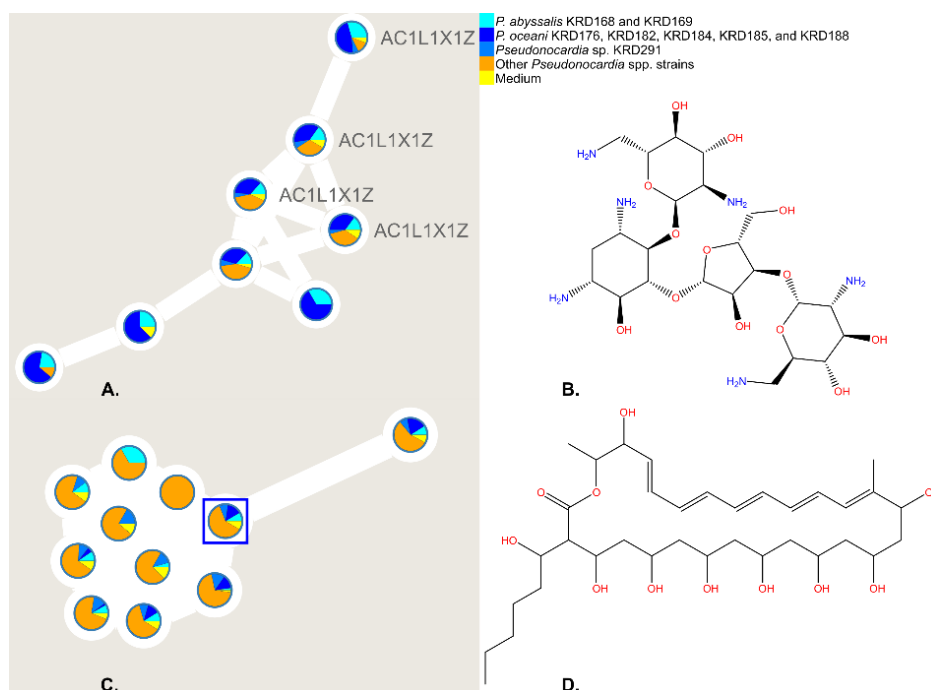 P. abyssalis KRD168 and KRD169
P. oceani KRD176, KRD182, KRD184, KRD185, and KRD188
Pseudonocardia sp. KRD291
Other Pseudonocardia spp. strains
Medium
AC1L1X1Z
AC1L1X1Z
AC1L1X1Z
AC1L1X1Z
A.
OH
H₂N
OH
O
NH₂
NH₂
O
O
OH
H₂N
O
O
NH₂
OH
OH
O
OH
H₂N
OH
OH
B.
OH
O
O
HO
OH
OH
OH
OH
OH
OH
C.
D.